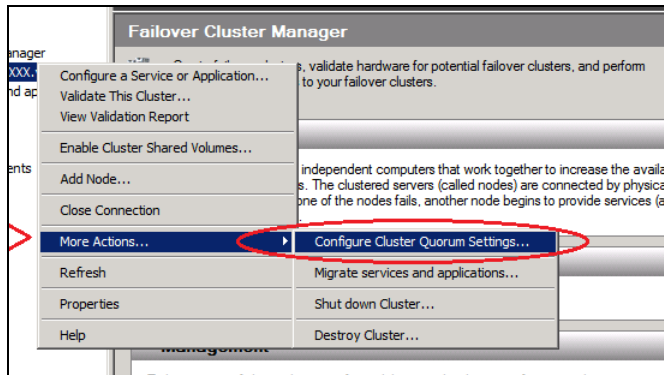 Failover Cluster Manager
anager
XXX.
nd ap
s, validate hardware for potential failover clusters, and perform
to your failover clusters.
Configure a Service or Application...
Validate This Cluster...
View Validation Report
Enable Cluster Shared Volumes...
ents
independent computers that work together to increase the availa
Add Node...
s. The clustered servers (called nodes) are connected by physica
one of the nodes fails, another node begins to provide services (a
Close Connection
More Actions...
Configure Cluster Quorum Settings...
Refresh
Migrate services and applications...
Properties
Shut down Cluster...
Help
Destroy Cluster...
Management